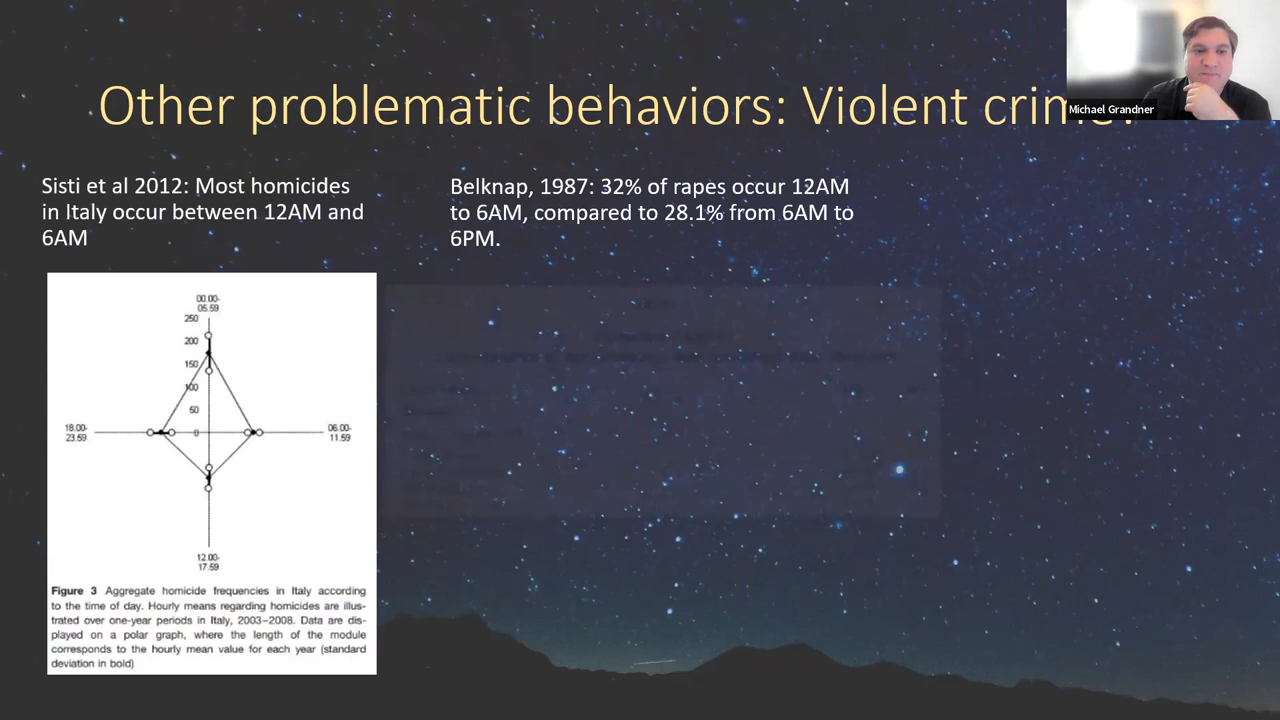 Other problematic behaviors: Violent crime?
Michael Grandner
Sisti et al 2012: Most homicides
in Italy occur between 12AM and
6AM
Belknap, 1987: 32% of rapes occur 12AM
to 6AM, compared to 28.1% from 6AM to
6PM.
00.00-
05.59
250
200
150
100
50
0
18.00-
23.59
06.00-
11.59
12.00-
17.59
Figure 3 Aggregate homicide frequencies in Italy according
to the time of day. Hourly means regarding homicides are illus-
trated over one-year periods in Italy, 2003–2008. Data are dis-
played on a polar graph, where the length of the module
corresponds to the hourly mean value for each year (standard
deviation in bold)